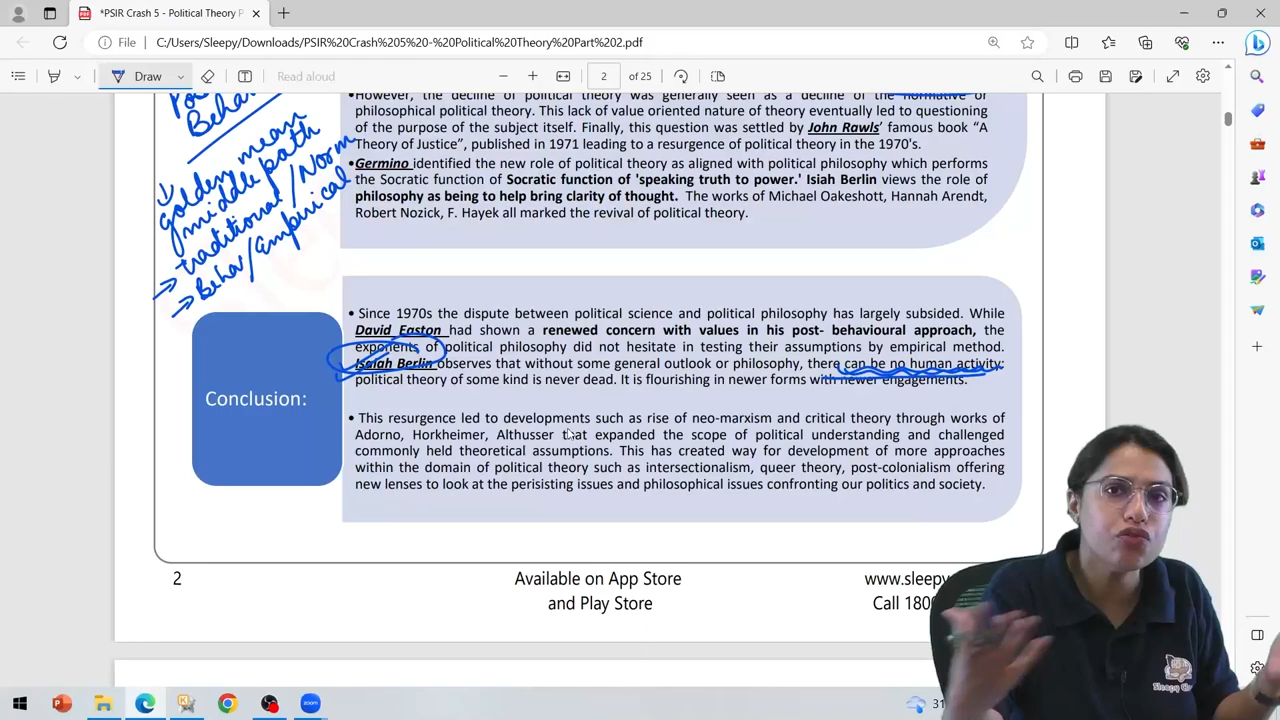 *PSIR Crash 5 - Political Theory P
File
C:/Users/Sleepy/Downloads/PSIR%20Crash%205%20-%20Political%20Theory%20Part%202.pdf
Draw
Read aloud
2
of 25
Behav
golden mean
middle path
→ traditional/Norm
→ Behav/empirical
•However, the decline of political theory was generally seen as a decline of the normative or
philosophical political theory. This lack of value oriented nature of theory eventually led to questioning
of the purpose of the subject itself. Finally, this question was settled by John Rawls' famous book "A
Theory of Justice", published in 1971 leading to a resurgence of political theory in the 1970's.
•Germino identified the new role of political theory as aligned with political philosophy which performs
the Socratic function of Socratic function of 'speaking truth to power.' Isiah Berlin views the role of
philosophy as being to help bring clarity of thought. The works of Michael Oakeshott, Hannah Arendt,
Robert Nozick, F. Hayek all marked the revival of political theory.
Conclusion:
• Since 1970s the dispute between political science and political philosophy has largely subsided. While
David Easton had shown a renewed concern with values in his post- behavioural approach, the
exponents of political philosophy did not hesitate in testing their assumptions by empirical method.
Isaiah Berlin observes that without some general outlook or philosophy, there can be no human activity:
political theory of some kind is never dead. It is flourishing in newer forms with newer engagements.
• This resurgence led to developments such as rise of neo-marxism and critical theory through works of
Adorno, Horkheimer, Althusser that expanded the scope of political understanding and challenged
commonly held theoretical assumptions. This has created way for development of more approaches
within the domain of political theory such as intersectionalism, queer theory, post-colonialism offering
new lenses to look at the perisisting issues and philosophical issues confronting our politics and society.
2
Available on App Store
and Play Store
www.sleepy
Call 180
Sleepy
zoom
31